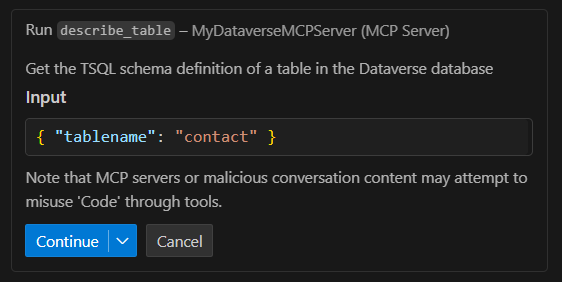 Run describe_table – MyDataverseMCPServer (MCP Server)
Get the TSQL schema definition of a table in the Dataverse database
Input
{ "tablename": "contact" }
Note that MCP servers or malicious conversation content may attempt to
misuse 'Code' through tools.
Continue Cancel